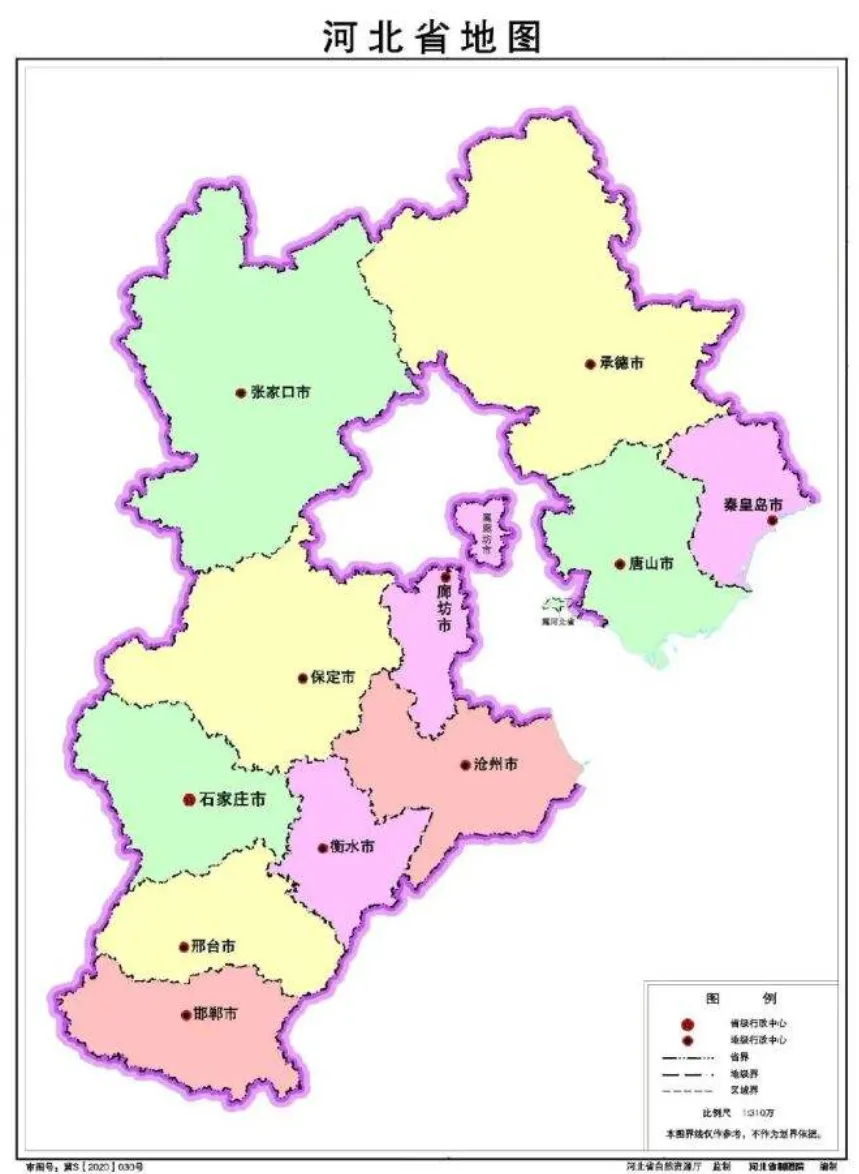 河北省地图
承德市
张家口市
秦皇岛市
属廊坊市
唐山市
廊坊市
属河北省
保定市
沧州市
石家庄市
衡水市
邢台市
邯郸市
图 例
省级行政中心
地级行政中心
省界
地级界
区域界
比例尺 1:310万
本图界线仅作参考，不作为划界依据。
审图号：冀S〔2020〕030号
河北省自然资源厅 监制 河北省制图院 编制